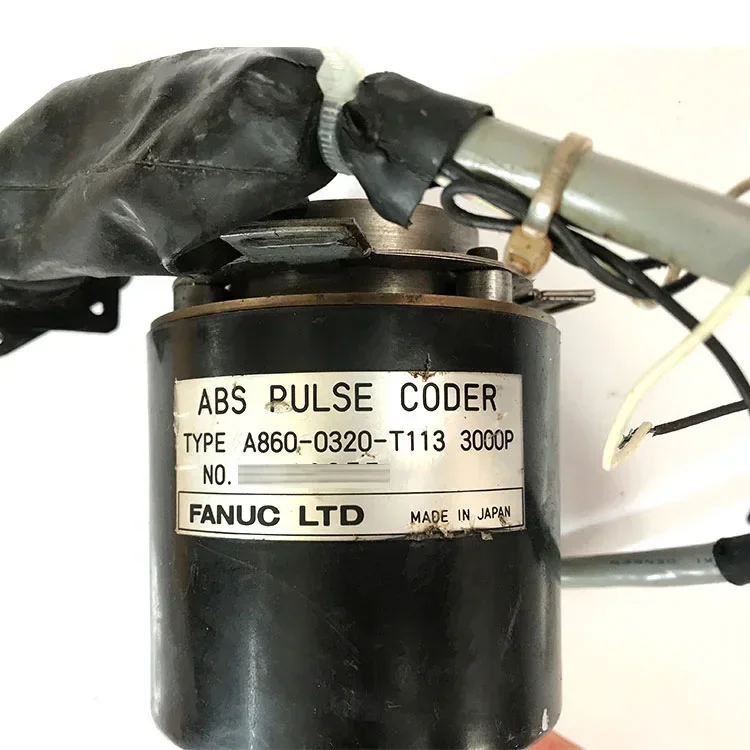 ABS PULSE CODER
TYPE A860-0320-T113 3000P
NO.
FANUC LTD MADE IN JAPAN